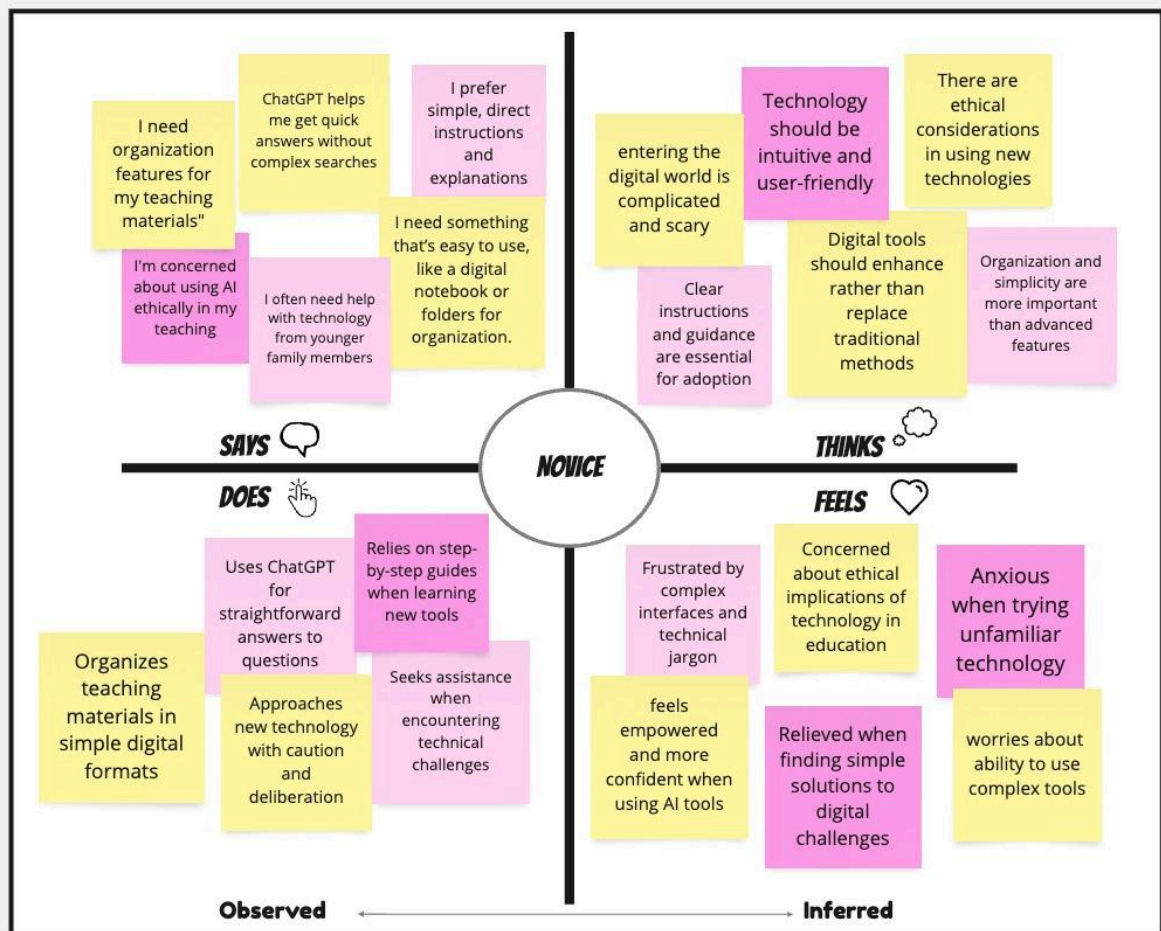 I need
organization
features for
my teaching
materials"
ChatGPT helps
me get quick
answers without
complex searches
I prefer
simple, direct
instructions
and
explanations
I'm concerned
about using AI
ethically in my
teaching
I often need help
with technology
from younger
family members
I need something
that's easy to use,
like a digital
notebook or
folders for
organization.
SAYS
entering the
digital world is
complicated
and scary
Technology
should be
intuitive and
user-friendly
There are
ethical
considerations
in using new
technologies
Clear
instructions
and guidance
are essential
for adoption
Digital tools
should enhance
rather than
replace
traditional
methods
Organization and
simplicity are
more important
than advanced
features
THINKS
NOVICE
DOES
Uses ChatGPT
for
straightforward
answers to
questions
Relies on step-
by-step guides
when learning
new tools
Organizes
teaching
materials in
simple digital
formats
Approaches
new technology
with caution
and
deliberation
Seeks assistance
when
encountering
technical
challenges
FEELS
Frustrated by
complex
interfaces and
technical
jargon
Concerned
about ethical
implications of
technology in
education
Anxious
when trying
unfamiliar
technology
feels
empowered
and more
confident when
using AI tools
Relieved when
finding simple
solutions to
digital
challenges
worries about
ability to use
complex tools
Observed
Inferred